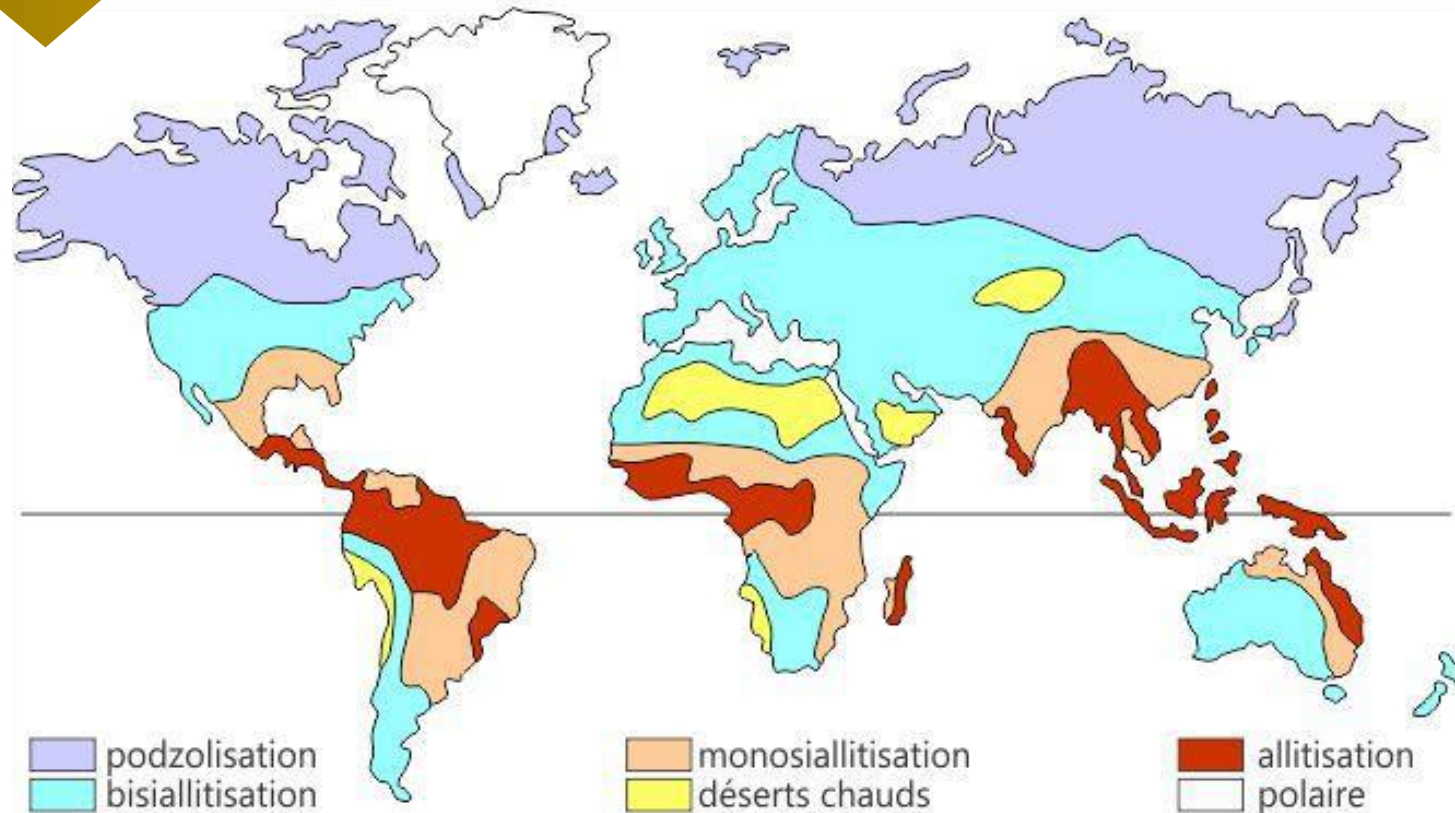 podzolisation
bisiallitisation
monosiallitisation
déserts chauds
allitisation
polaire